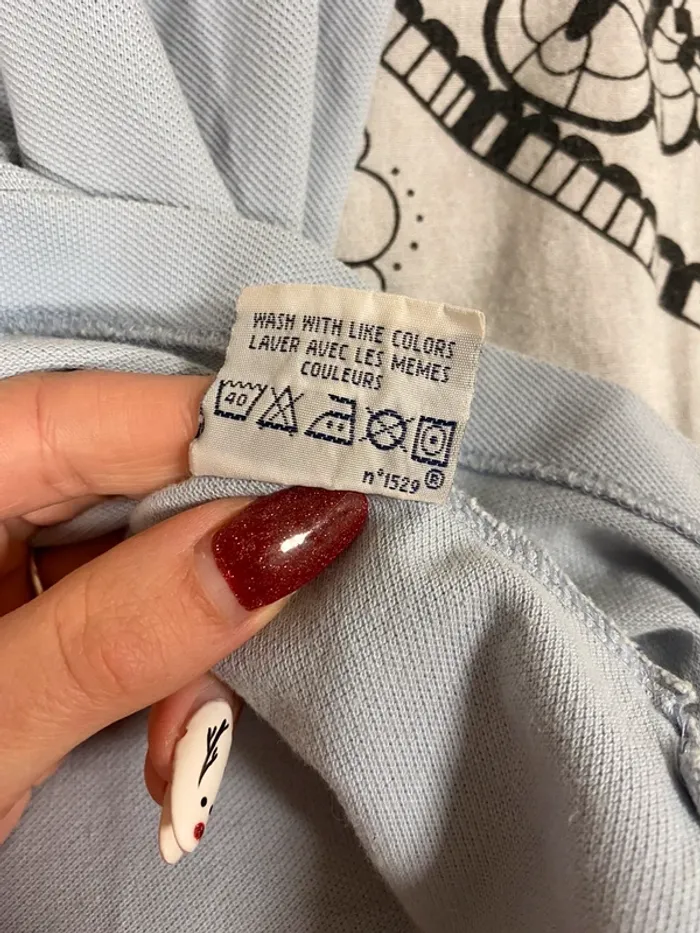 WASH WITH LIKE COLORS
LAVER AVEC LES MEMES
COULEURS
40
n°1529 ®